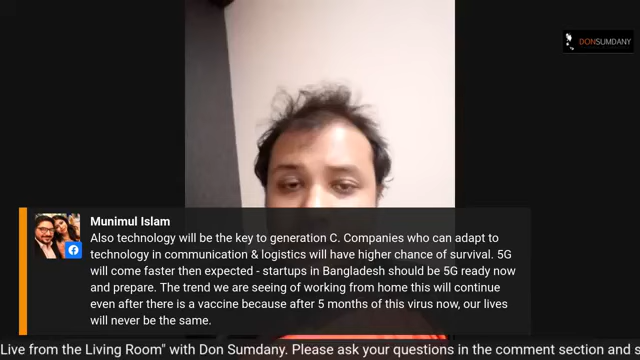 DONSUMDANY
Munimul Islam
Also technology will be the key to generation C. Companies who can adapt to
technology in communication & logistics will have higher chance of survival. 5G
will come faster then expected - startups in Bangladesh should be 5G ready now
and prepare. The trend we are seeing of working from home this will continue
even after there is a vaccine because after 5 months of this virus now, our lives
will never be the same.
Live from the Living Room" with Don Sumdany. Please ask your questions in the comment section and s